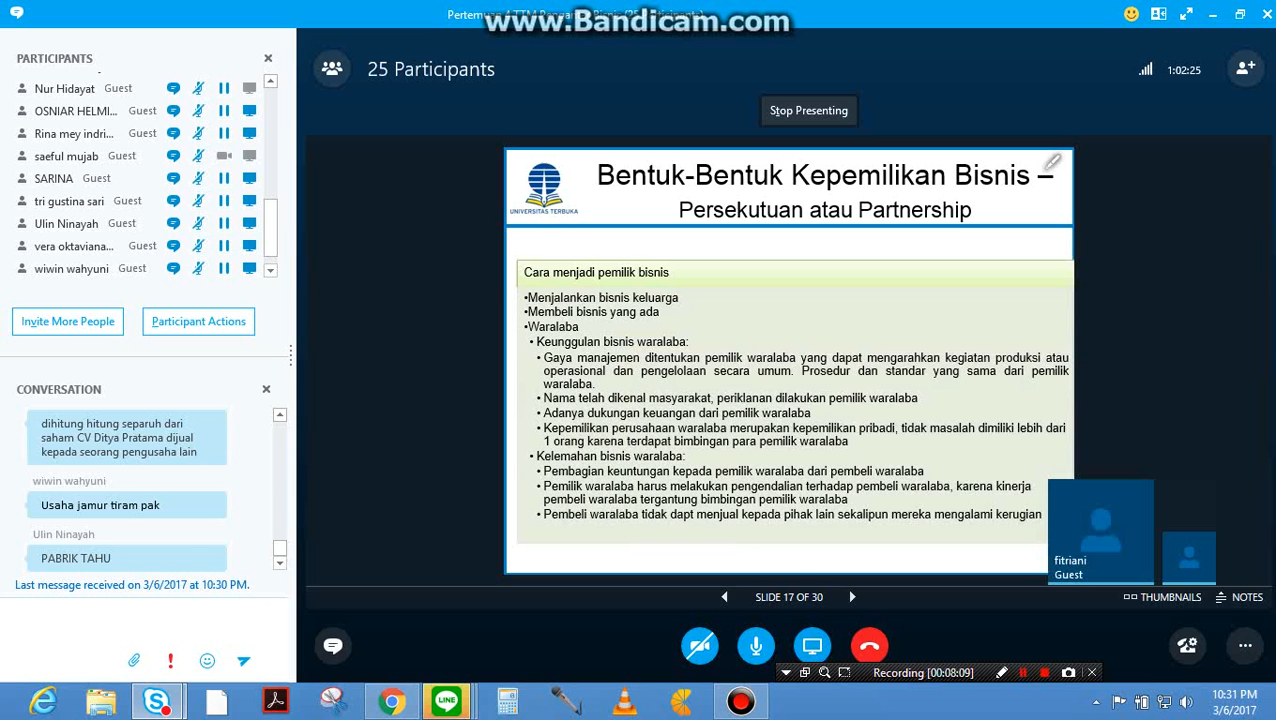 www.Bandicam.com
PARTICIPANTS
Nur Hidayat Guest
OSNIAR HELMI... Guest
Rina mey indri... Guest
saeful mujab Guest
SARINA Guest
tri gustina sari Guest
Ulin Ninayah Guest
vera oktaviana... Guest
wiwin wahyuni Guest
Invite More People
Participant Actions
CONVERSATION
dihitung hitung separuh dari
saham CV Ditya Pratama dijual
kepada seorang pengusaha lain
wiwin wahyuni
Usaha jamur tiram pak
Ulin Ninayah
PABRIK TAHU
Last message received on 3/6/2017 at 10:30 PM.
25 Participants
1:02:25
Stop Presenting
UNIVERSITAS TERBUKA
Bentuk-Bentuk Kepemilikan Bisnis –
Persekutuan atau Partnership
Cara menjadi pemilik bisnis
•Menjalankan bisnis keluarga
•Membeli bisnis yang ada
•Waralaba
• Keunggulan bisnis waralaba:
• Gaya manajemen ditentukan pemilik waralaba yang dapat mengarahkan kegiatan produksi atau
operasional dan pengelolaan secara umum. Prosedur dan standar yang sama dari pemilik
waralaba.
• Nama telah dikenal masyarakat, periklanan dilakukan pemilik waralaba
• Adanya dukungan keuangan dari pemilik waralaba
• Kepemilikan perusahaan waralaba merupakan kepemilikan pribadi, tidak masalah dimiliki lebih dari
1 orang karena terdapat bimbingan para pemilik waralaba
• Kelemahan bisnis waralaba:
• Pembagian keuntungan kepada pemilik waralaba dari pembeli waralaba
• Pemilik waralaba harus melakukan pengendalian terhadap pembeli waralaba, karena kinerja
pembeli waralaba tergantung bimbingan pemilik waralaba
• Pembeli waralaba tidak dapt menjual kepada pihak lain sekalipun mereka mengalami kerugian
fitriani
Guest
SLIDE 17 OF 30
THUMBNAILS
NOTES
Recording [00:08:09]
LINE
10:31 PM
3/6/2017